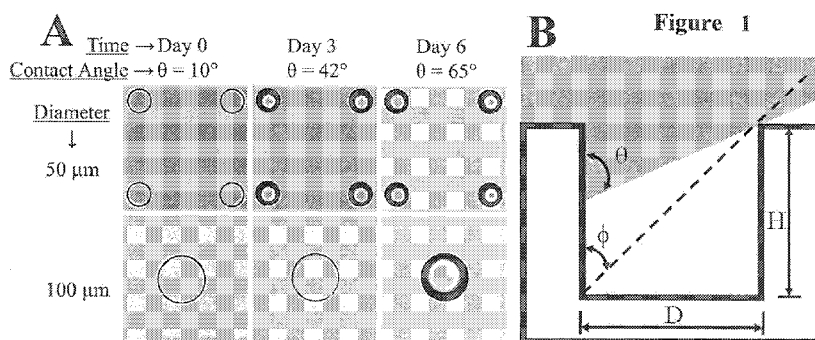 A
B
Figure 1
Time → Day 0 Day 3 Day 6
Contact Angle → θ = 10° θ = 42° θ = 65°
Diameter
↓
50 μm
100 μm
θ
ϕ
H
D